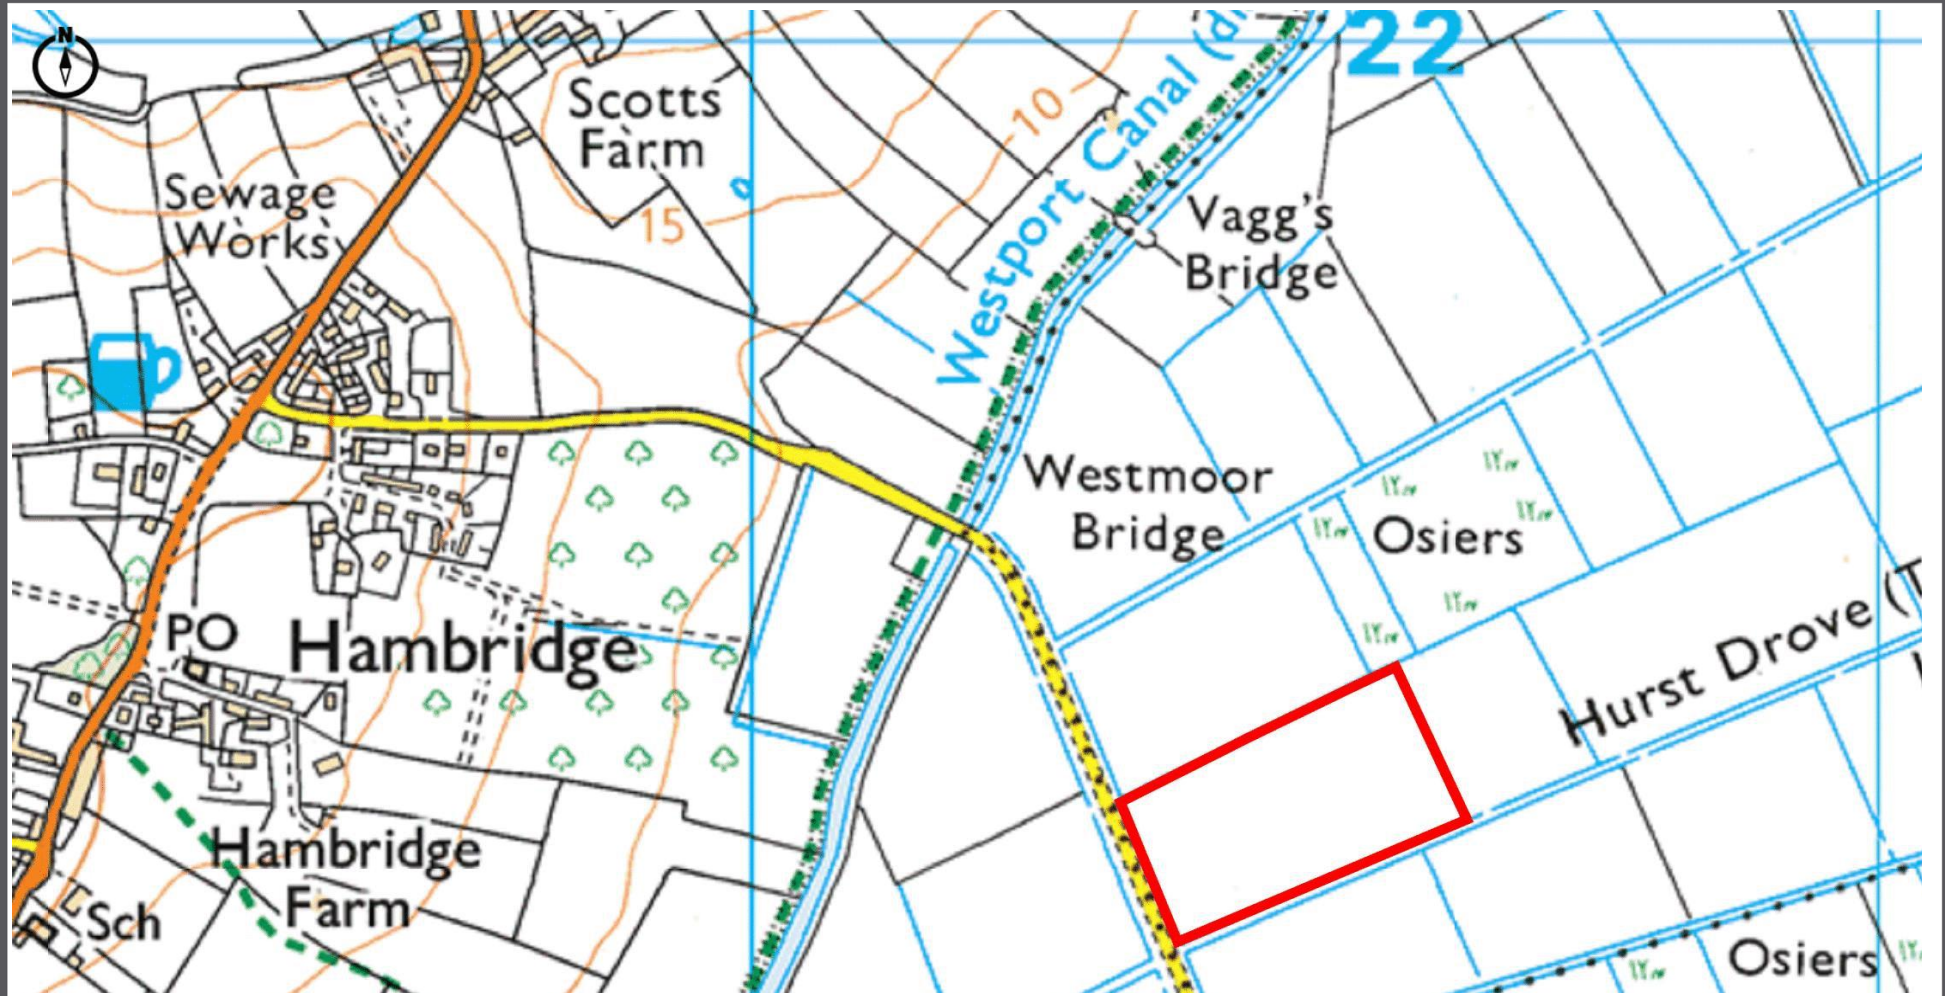 N
22
Scotts
Farm
10
Westport Canal
Sewage
Works
15
Vagg's
Bridge
Westmoor
Bridge
Osiers
PO
Hambridge
Hurst Drove
Hambridge
Farm
Sch
Osiers